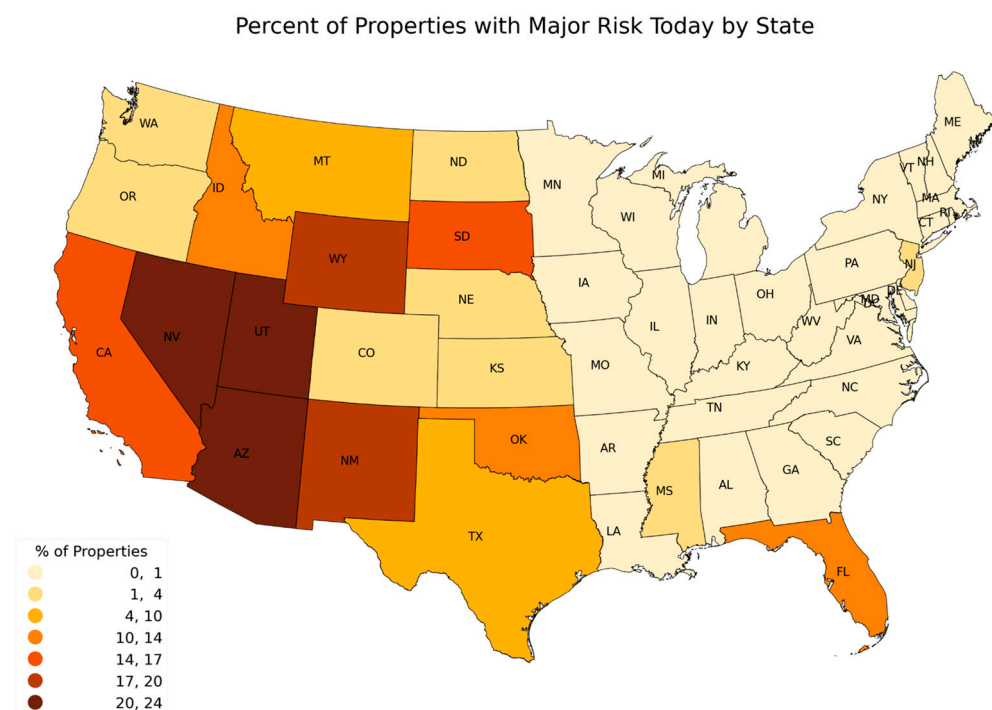 Percent of Properties with Major Risk Today by State
WA
MT
ND
MN
MI
ME
VT
NH
OR
ID
SD
WI
NY
MA
CT
RI
WY
NE
IA
PA
NJ
CA
NV
UT
CO
KS
IL
IN
OH
WV
MD
DC
DE
VA
MO
KY
AZ
NM
OK
AR
TN
NC
SC
TX
LA
MS
AL
GA
FL
% of Properties
0, 1
1, 4
4, 10
10, 14
14, 17
17, 20
20, 24